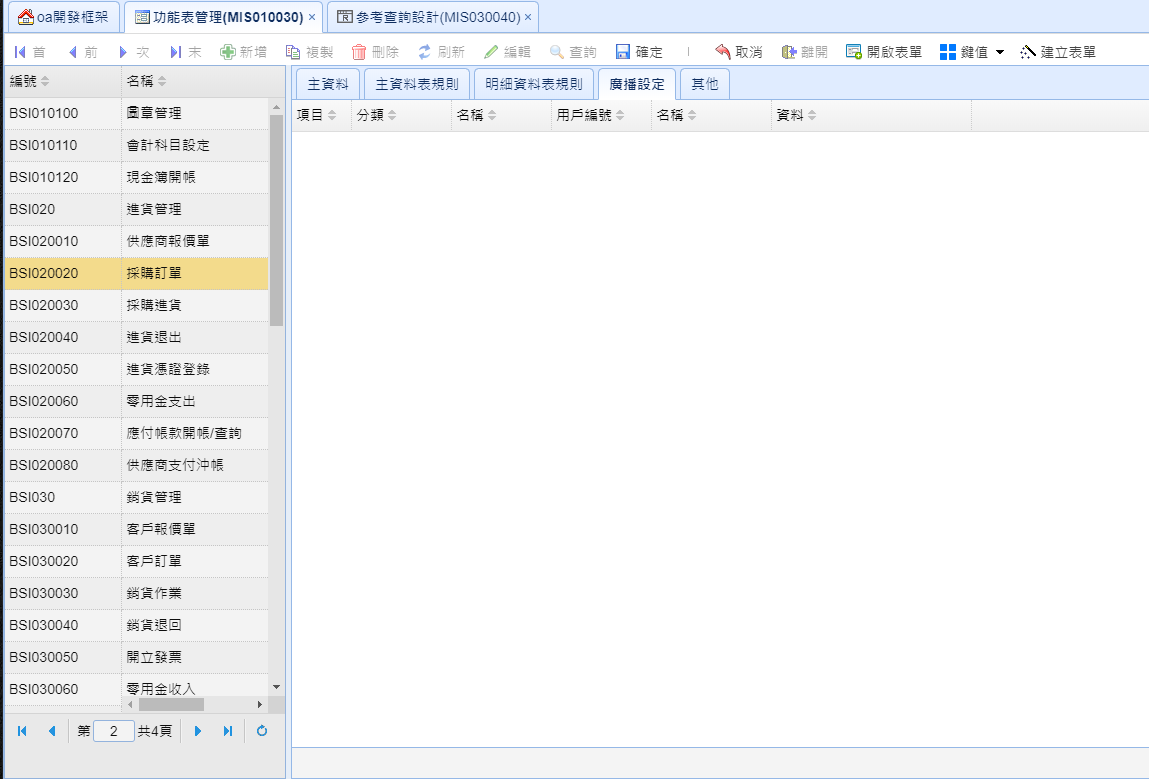 oa開發框架 功能表管理(MIS010030) × 參考查詢設計(MIS030040) ×
首 前 次 末 新增 複製 刪除 刷新 編輯 查詢 確定 取消 離開 開啟表單 鍵值 建立表單
編號 名稱
主資料 主資料表規則 明細資料表規則 廣播設定 其他
項目 分類 名稱 用戶編號 名稱 資料
BSI010100 圖章管理
BSI010110 會計科目設定
BSI010120 現金簿開帳
BSI020 進貨管理
BSI020010 供應商報價單
BSI020020 採購訂單
BSI020030 採購進貨
BSI020040 進貨退出
BSI020050 進貨憑證登錄
BSI020060 零用金支出
BSI020070 應付帳款開帳/查詢
BSI020080 供應商支付沖帳
BSI030 銷貨管理
BSI030010 客戶報價單
BSI030020 客戶訂單
BSI030030 銷貨作業
BSI030040 銷貨退回
BSI030050 開立發票
BSI030060 零用金收入
第 2 共4頁